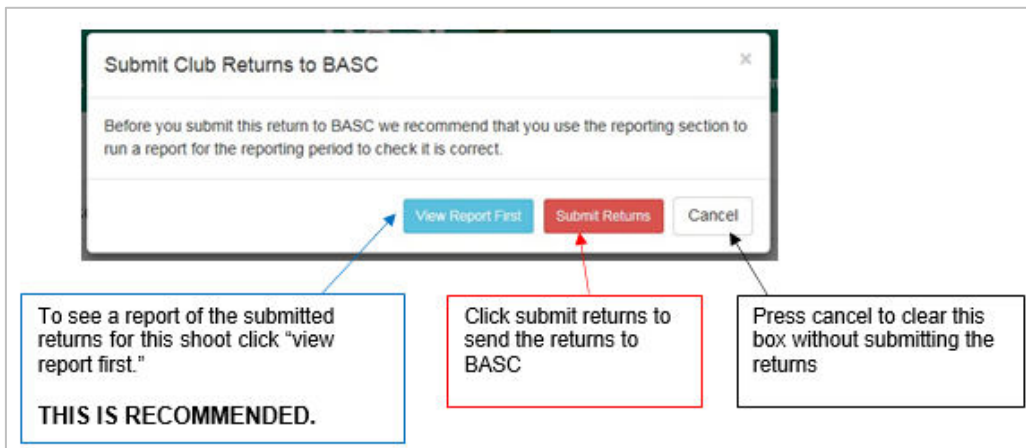 Submit Club Returns to BASC
×
Before you submit this return to BASC we recommend that you use the reporting section to
run a report for the reporting period to check it is correct.
View Report First Submit Returns Cancel
To see a report of the submitted
returns for this shoot click “view
report first.”
THIS IS RECOMMENDED.
Click submit returns to
send the returns to
BASC
Press cancel to clear this
box without submitting the
returns